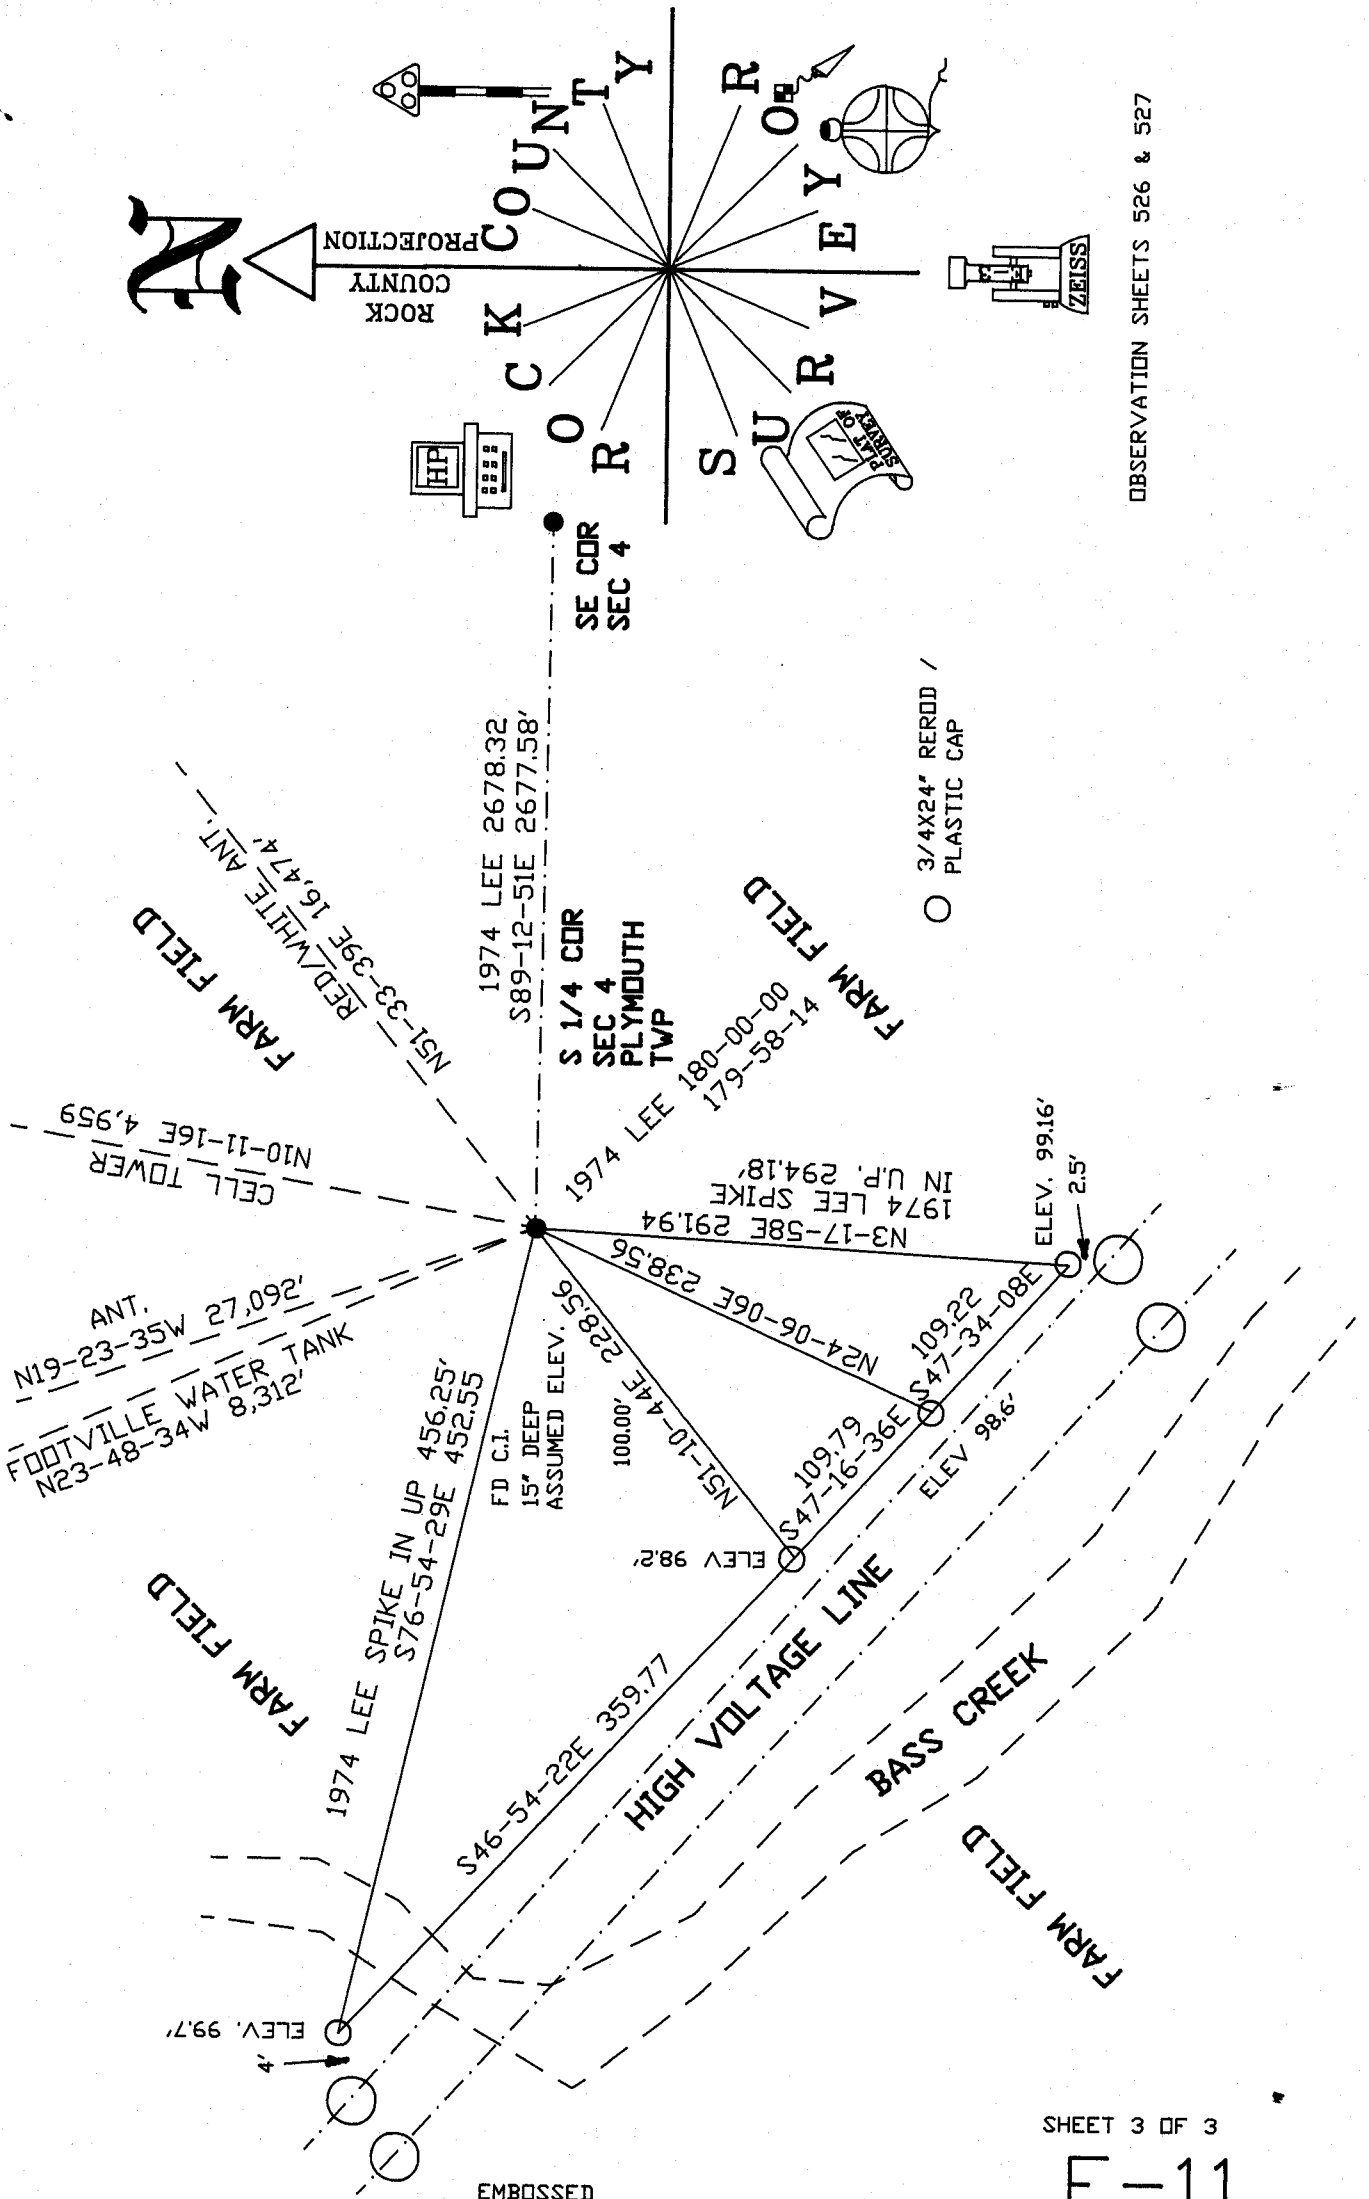 N
ROCK
COUNTY
PROJECTION
ROCK COUNTY
SURVEYOR
HP
PLAT OF
SURVEY
ZEISS
OBSERVATION SHEETS 526 & 527
SE COR
SEC 4
1974 LEE 2678.32
S89-12-51E 2677.58'
S 1/4 COR
SEC 4
PLYMOUTH
TWP
RED/WHITE ANT.
N51-33-39E 16,474'
CELL TOWER
N10-11-16E 4,959
ANT.
N19-23-35W 27,092'
FOOTVILLE WATER TANK
N23-48-34W 8,312'
FARM FIELD
FARM FIELD
FARM FIELD
FARM FIELD
1974 LEE 180-00-00
179-58-14
3/4X24" REROD /
PLASTIC CAP
1974 LEE SPIKE IN UP 456.25'
S76-54-29E 452.55
FD C.I.
15" DEEP
ASSUMED ELEV.
100.00'
N51-10-44E 228.56
N24-06-06E 238.56
N3-17-58E 291.94
1974 LEE SPIKE
IN U.P. 294.18'
ELEV. 99.16'
2.5'
109.22
S47-34-08E
109.79
S47-16-36E
ELEV 98.6'
ELEV 98.2'
S46-54-22E 359.77
HIGH VOLTAGE LINE
BASS CREEK
ELEV. 99.7'
4'
SHEET 3 OF 3
F-11
EMBOSSED